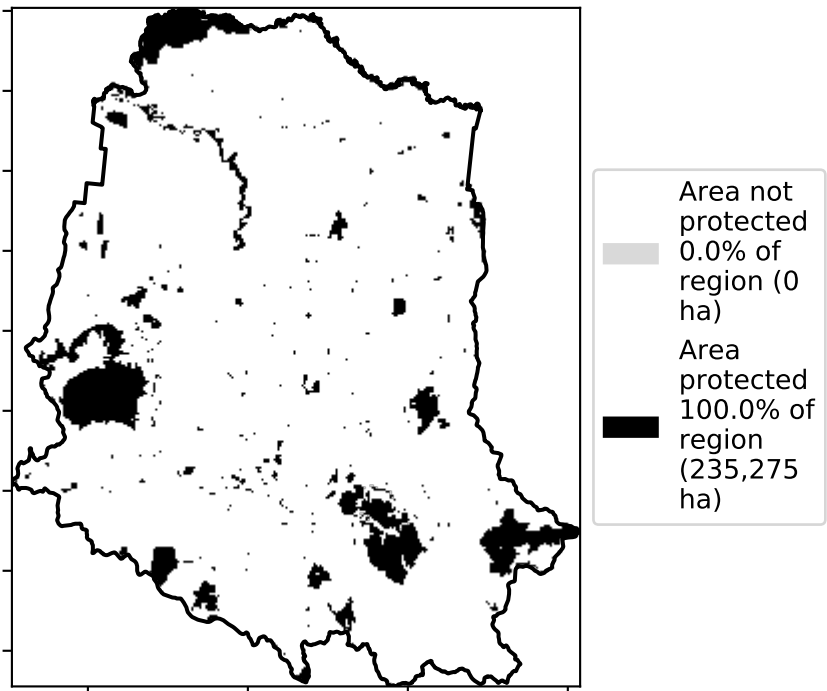 Area not
protected
0.0% of
region (0
ha)
Area
protected
100.0% of
region
(235,275
ha)